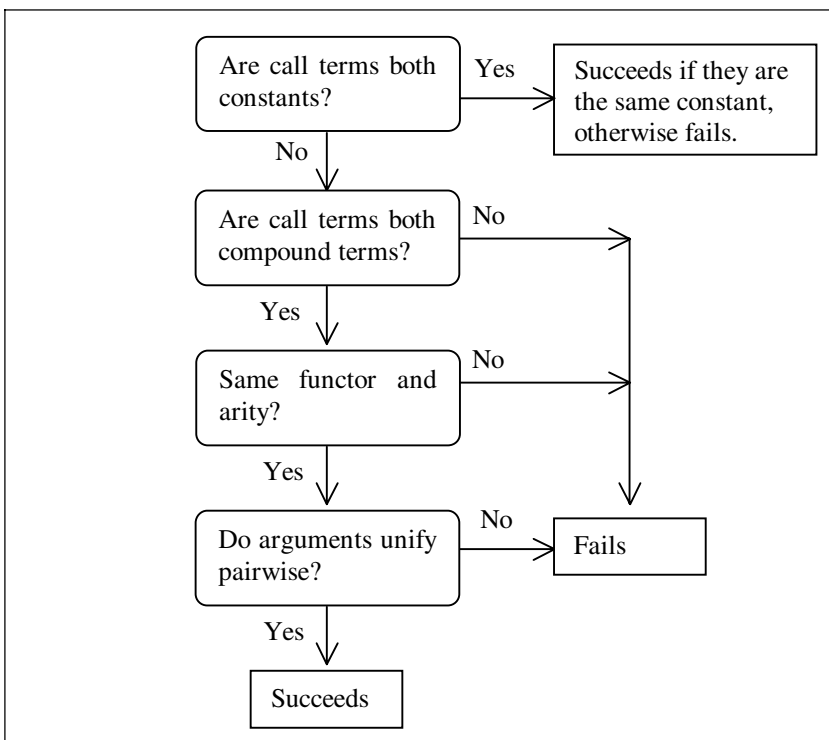 Are call terms both
constants?
Yes
Succeeds if they are
the same constant,
otherwise fails.
No
Are call terms both
compound terms?
No
Yes
Same functor and
arity?
No
Yes
Do arguments unify
pairwise?
No
Fails
Yes
Succeeds